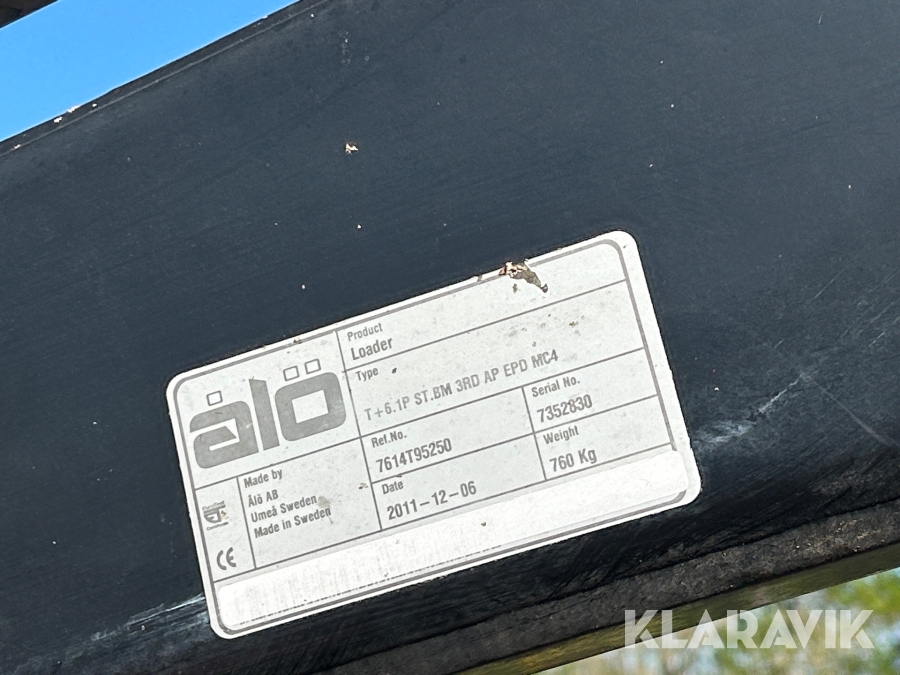 ålö
Product
Loader
Type
T+6.1P ST.BM 3RD AP EPD MC4
Ref.No.
7614T95250
Serial No.
7352830
Date
2011-12-06
Weight
760 Kg
Made by
Ålö AB
Umeå Sweden
Made in Sweden
CE
KLARAVIK